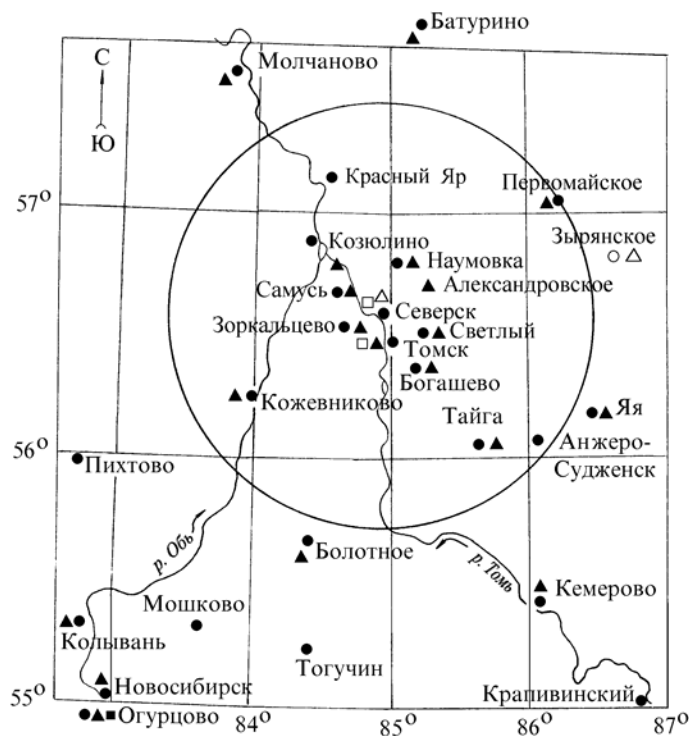 Батурино
С
Молчаново
Ю
Красный Яр
Первомайское
57°
Козюлино
Зырянское
Наумовка
Самусь
Александровское
Северск
Зоркальцево
Светлый
Томск
Богашево
Кожевниково
Тайга
Яя
56°
Анжеро-
Пихтово
Судженск
р. Обь
Болотное
р. Томь
Кемерово
Мошково
Колывань
Тогучин
55°
Новосибирск
Крапивинский
Огурцово
84°
85°
86°
87°